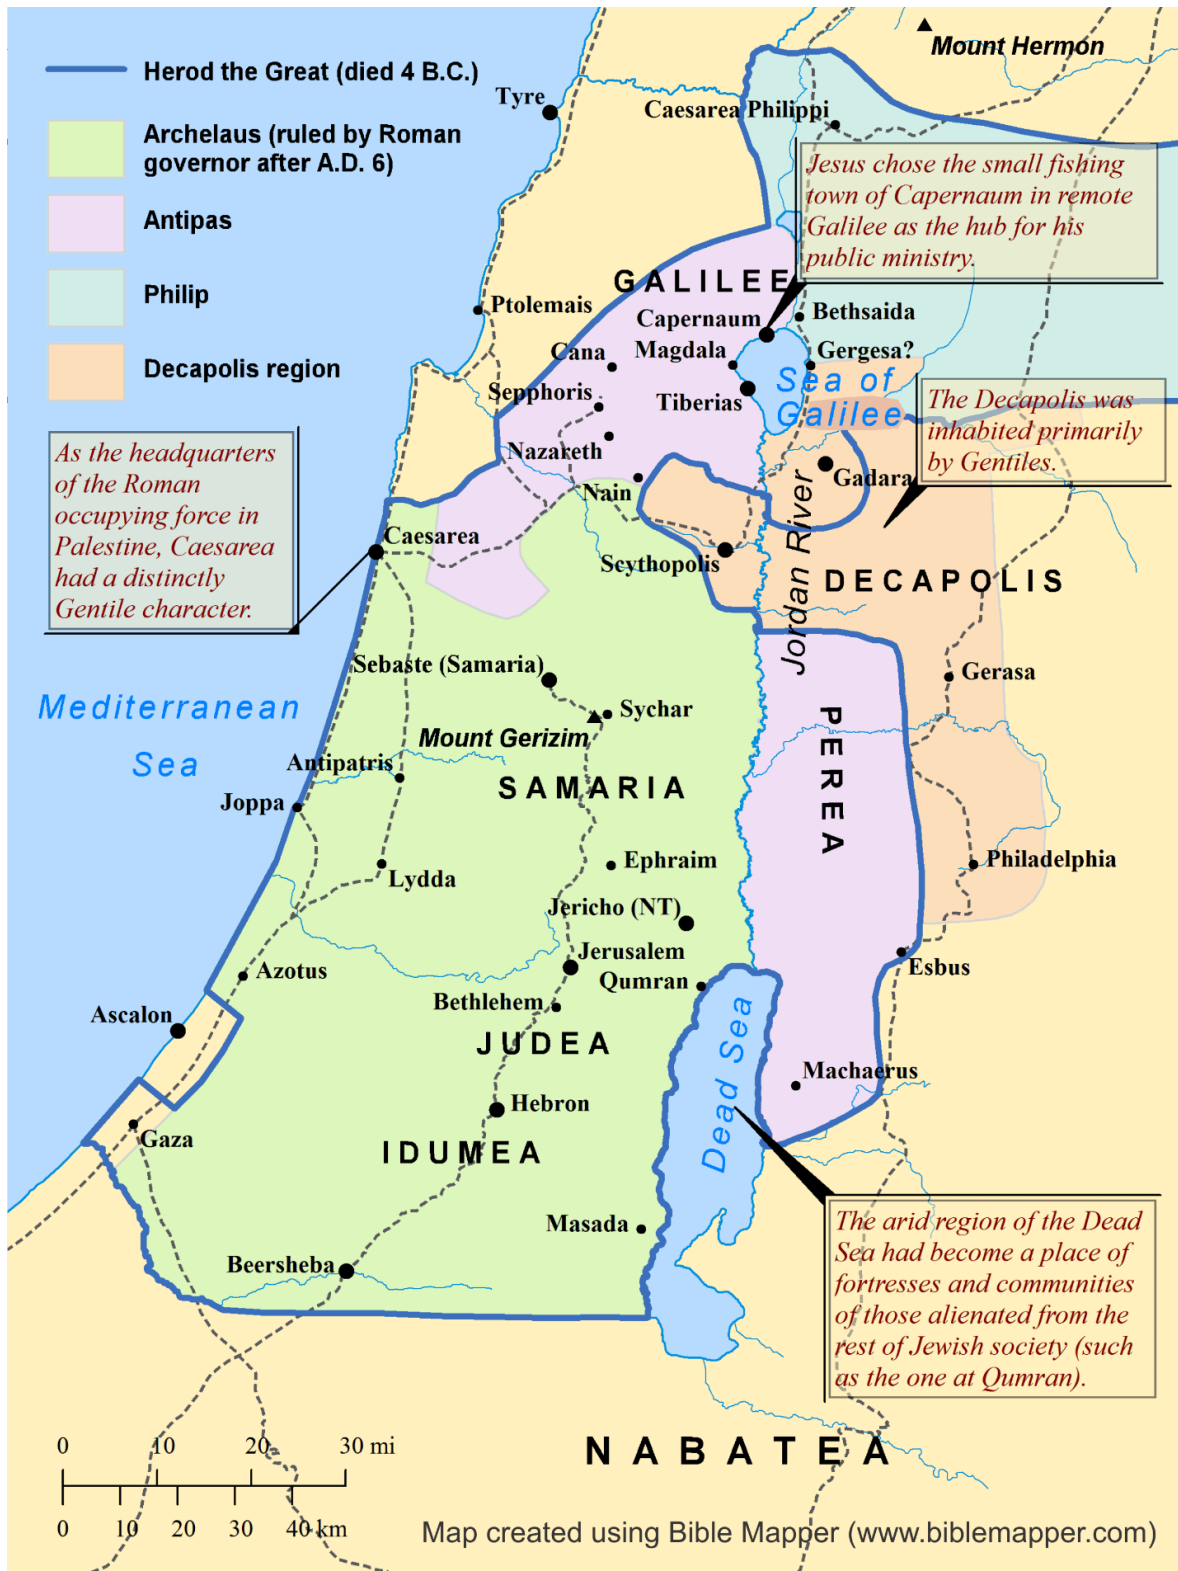 Herod the Great (died 4 B.C.)
Archelaus (ruled by Roman
governor after A.D. 6)
Antipas
Philip
Decapolis region
Mount Hermon
Tyre
Caesarea Philippi
Jesus chose the small fishing
town of Capernaum in remote
Galilee as the hub for his
public ministry.
GALILEE
Ptolemais
Capernaum
Bethsaida
Cana
Magdala
Gergesa?
Sea of
Galilee
Sepphoris
Tiberias
The Decapolis was
inhabited primarily
by Gentiles.
As the headquarters
of the Roman
occupying force in
Palestine, Caesarea
had a distinctly
Gentile character.
Nazareth
Nain
Gadara
Jordan River
Caesarea
Scythopolis
DECAPOLIS
Sebaste (Samaria)
Gerasa
Mediterranean
Sea
Sychar
Mount Gerizim
PEREA
Antipatris
SAMARIA
Joppa
Lydda
Ephraim
Philadelphia
Jericho (NT)
Jerusalem
Azotus
Qumran
Esbus
Bethlehem
Ascalon
JUDEA
Dead Sea
Machaerus
Hebron
Gaza
IDUMEA
Masada
Beersheba
The arid region of the Dead
Sea had become a place of
fortresses and communities
of those alienated from the
rest of Jewish society (such
as the one at Qumran).
NABATEA
0 10 20 30 mi
0 10 20 30 40 km
Map created using Bible Mapper (www.biblemapper.com)